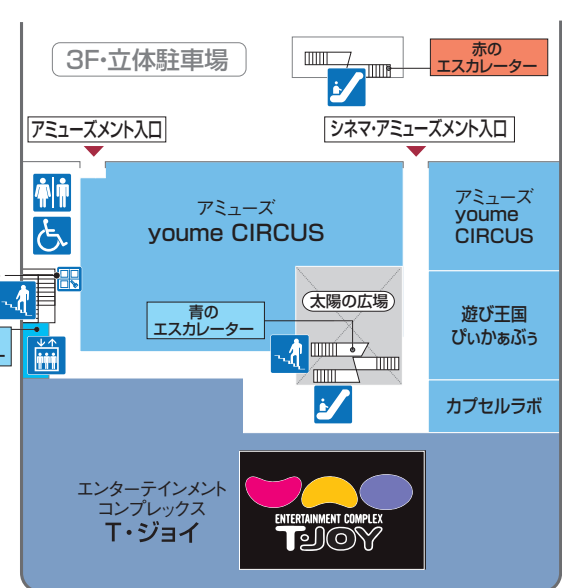 3F・立体駐車場
赤の
エスカレーター
アミューズメント入口
シネマ・アミューズメント入口
アミューズ
youme CIRCUS
アミューズ
youme
CIRCUS
太陽の広場
青の
エスカレーター
遊び王国
ぴぃかぁぶぅ
カプセルラボ
エンターテインメント
コンプレックス
T・ジョイ
ENTERTAINMENT COMPLEX
T・JOY